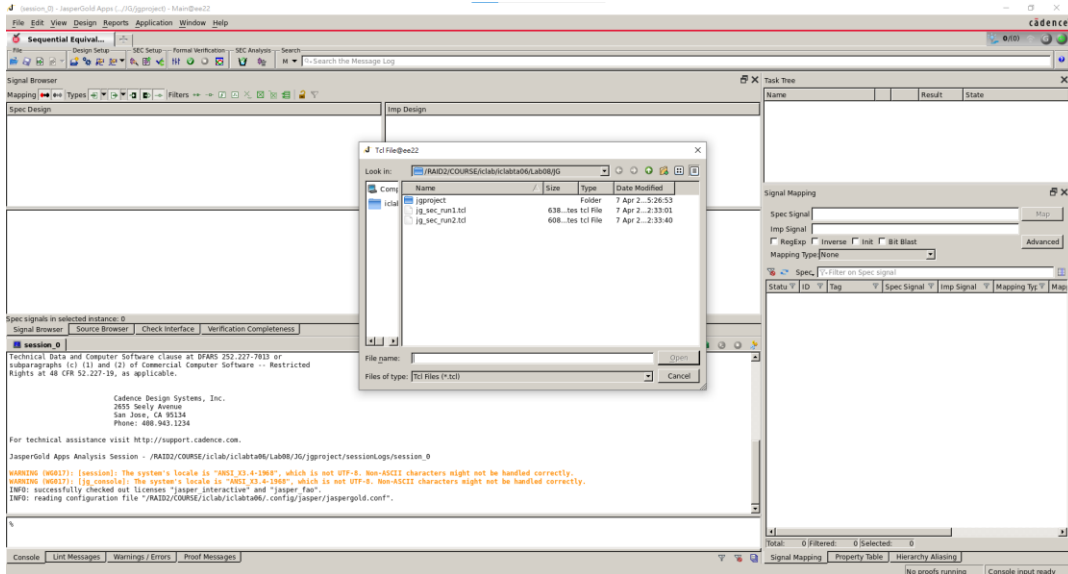 (session_0) - JasperGold Apps (.../JG/jgproject) - Main@ee22
File Edit View Design Reports Application Window Help
cādence
Sequential Equival...
0/(0)
File Design Setup SEC Setup Formal Verification SEC Analysis Search
Search the Message Log
Signal Browser
Mapping Types Filters
Spec Design
Imp Design
Task Tree
Name Result State
Tcl File@ee22
Look in: /RAID2/COURSE/iclab/iclabta06/Lab08/JG
Comp
iclal
Name Size Type Date Modified
jgproject Folder 7 Apr 2...5:26:53
jg_sec_run1.tcl 638...tes tcl File 7 Apr 2...2:33:01
jg_sec_run2.tcl 608...tes tcl File 7 Apr 2...2:33:40
File name: Open
Files of type: Tcl Files (*.tcl) Cancel
Signal Mapping
Spec Signal Map
Imp Signal
RegExp Inverse Init Bit Blast Advanced
Mapping Type: None
Spec, Filter on Spec signal
Statu ID Tag Spec Signal Imp Signal Mapping Typ Map
Spec signals in selected instance: 0
Signal Browser Source Browser Check Interface Verification Completeness
session_0
Technical Data and Computer Software clause at DFARS 252.227-7013 or
subparagraphs (c) (1) and (2) of Commercial Computer Software -- Restricted
Rights at 48 CFR 52.227-19, as applicable.
Cadence Design Systems, Inc.
2655 Seely Avenue
San Jose, CA 95134
Phone: 408.943.1234
For technical assistance visit http://support.cadence.com.
JasperGold Apps Analysis Session - /RAID2/COURSE/iclab/iclabta06/Lab08/JG/jgproject/sessionLogs/session_0
WARNING (WG017): [session]: The system's locale is "ANSI_X3.4-1968", which is not UTF-8. Non-ASCII characters might not be handled correctly.
WARNING (WG017): [jg_console]: The system's locale is "ANSI_X3.4-1968", which is not UTF-8. Non-ASCII characters might not be handled correctly.
INFO: successfully checked out licenses "jasper_interactive" and "jasper_fao".
INFO: reading configuration file "/RAID2/COURSE/iclab/iclabta06/.config/jasper/jaspergold.conf".
%
Console Lint Messages Warnings / Errors Proof Messages
Total: 0 Filtered: 0 Selected: 0
Signal Mapping Property Table Hierarchy Aliasing
No proofs running Console input ready